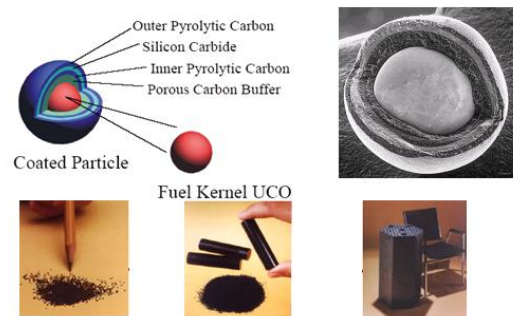 Outer Pyrolytic Carbon
Silicon Carbide
Inner Pyrolytic Carbon
Porous Carbon Buffer
Coated Particle
Fuel Kernel UCO